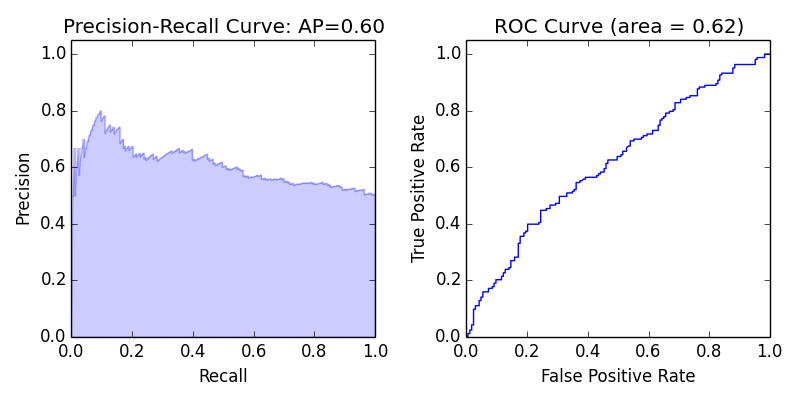 Precision-Recall Curve: AP=0.60
1.0
0.8
0.6
0.4
0.2
0.0
Precision
0.0 0.2 0.4 0.6 0.8 1.0
Recall
ROC Curve (area = 0.62)
1.0
0.8
0.6
0.4
0.2
0.0
True Positive Rate
0.0 0.2 0.4 0.6 0.8 1.0
False Positive Rate